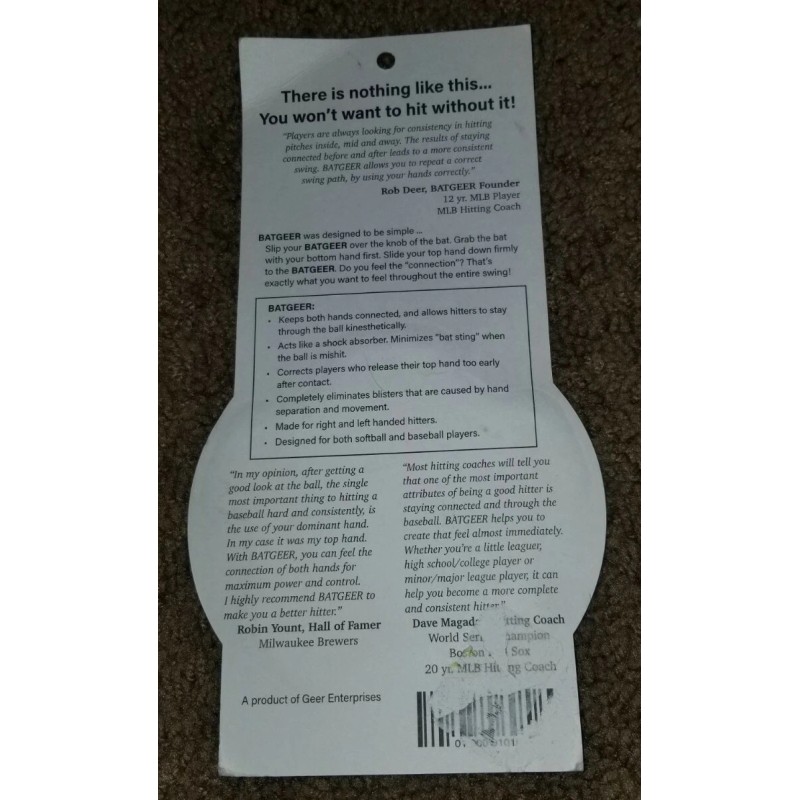 There is nothing like this...
You won't want to hit without it!
"Players are always looking for consistency in hitting
pitches inside, mid and away. The results of staying
connected before and after leads to a more consistent
swing. BATGEER allows you to repeat a correct
swing path, by using your hands correctly."
Rob Deer, BATGEER Founder
12 yr. MLB Player
MLB Hitting Coach
BATGEER was designed to be simple ...
Slip your BATGEER over the knob of the bat. Grab the bat
with your bottom hand first. Slide your top hand down firmly
to the BATGEER. Do you feel the "connection"? That's
exactly what you want to feel throughout the entire swing!
BATGEER:
• Keeps both hands connected, and allows hitters to stay
through the ball kinesthetically.
• Acts like a shock absorber. Minimizes "bat sting" when
the ball is mishit.
• Corrects players who release their top hand too early
after contact.
• Completely eliminates blisters that are caused by hand
separation and movement.
• Made for right and left handed hitters.
• Designed for both softball and baseball players.
"In my opinion, after getting a
good look at the ball, the single
most important thing to hitting a
baseball hard and consistently, is
the use of your dominant hand.
In my case it was my top hand.
With BATGEER, you can feel the
connection of both hands for
maximum power and control.
I highly recommend BATGEER to
make you a better hitter."
Robin Yount, Hall of Famer
Milwaukee Brewers
"Most hitting coaches will tell you
that one of the most important
attributes of being a good hitter is
staying connected and through the
baseball. BATGEER helps you to
create that feel almost immediately.
Whether you're a little leaguer,
high school/college player or
minor/major league player, it can
help you become a more complete
and consistent hitter."
Dave Coach
World
Boston Sox
20 yr. MLB Hitting Coach
A product of Geer Enterprises